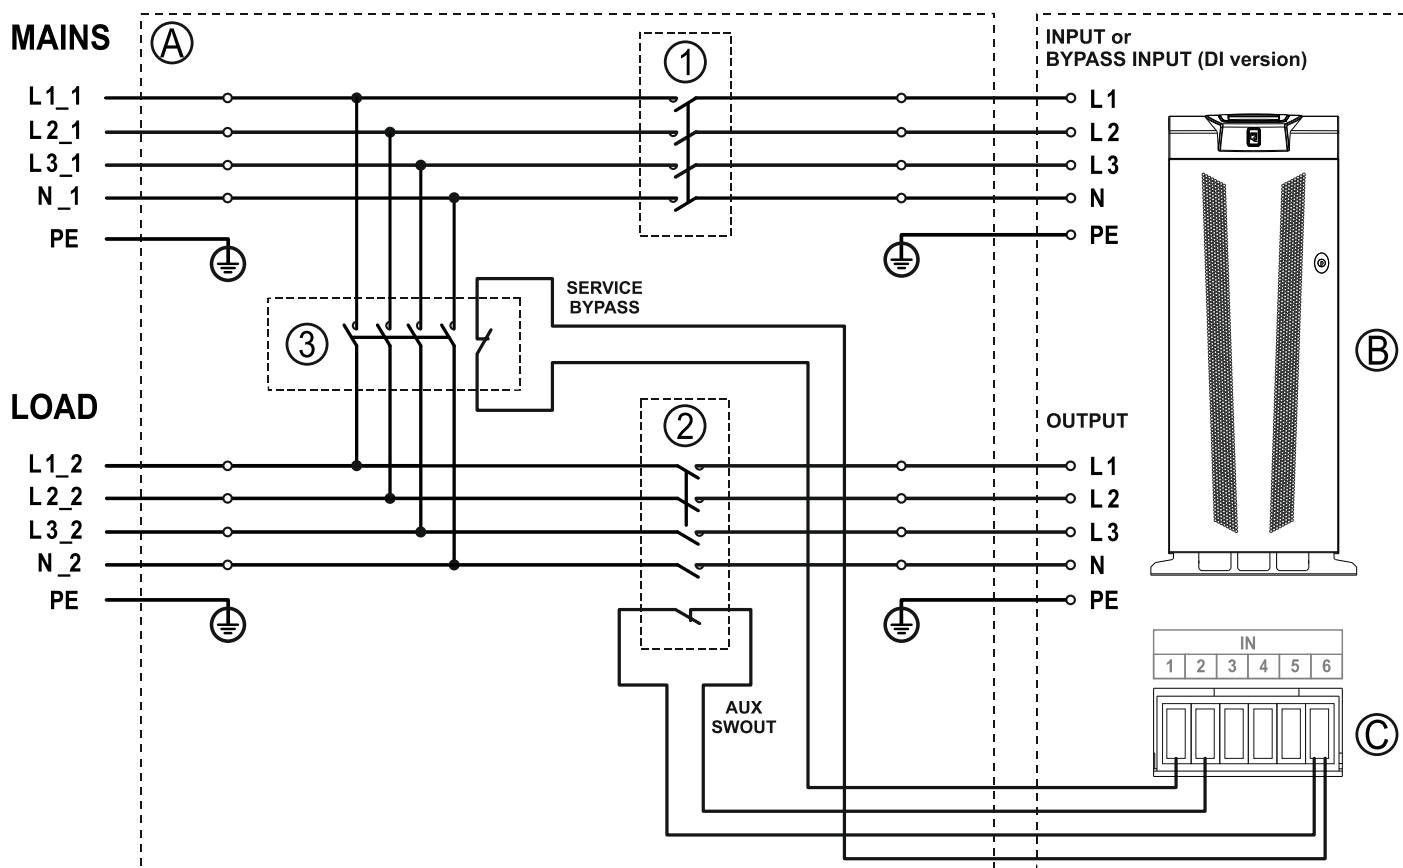 MAINS
A
1
INPUT or
BYPASS INPUT (DI version)
L1_1
L1
L2_1
L2
L3_1
L3
N_1
N
PE
PE
SERVICE
BYPASS
3
B
LOAD
2
OUTPUT
L1_2
L1
L2_2
L2
L3_2
L3
N_2
N
PE
PE
IN
1 2 3 4 5 6
AUX
SWOUT
C